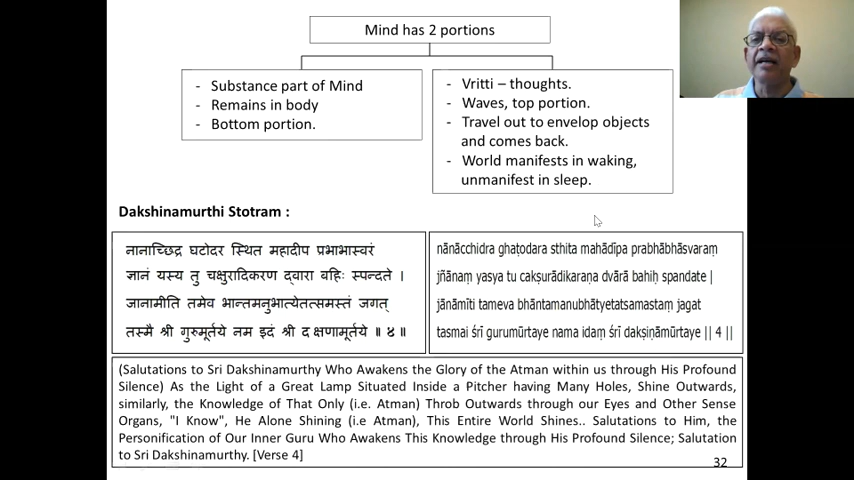 Mind has 2 portions
- Substance part of Mind
- Remains in body
- Bottom portion.
- Vritti – thoughts.
- Waves, top portion.
- Travel out to envelop objects
and comes back.
- World manifests in waking,
unmanifest in sleep.
Dakshinamurthi Stotram :
नानाच्छिद्र घटोदर स्थित महादीप प्रभाभास्वरं
ज्ञानं यस्य तु चक्षुरादिकरण द्वारा बहिः स्पन्दते ।
जानामीति तमेव भान्तमनुभात्येतत्समस्तं जगत्
तस्मै श्री गुरुमूर्तये नम इदं श्री दक्षणामूर्तये ॥ ४ ॥
nānācchidra ghaṭodara sthita mahādīpa prabhābhāsvaraṃ
jñānaṃ yasya tu cakṣurādikaraṇa dvārā bahiḥ spandate |
jānāmīti tameva bhāntamanubhātyetatsamastaṃ jagat
tasmai śrī gurumūrtaye nama idaṃ śrī dakṣiṇāmūrtaye || 4 ||
(Salutations to Sri Dakshinamurthy Who Awakens the Glory of the Atman within us through His Profound
Silence) As the Light of a Great Lamp Situated Inside a Pitcher having Many Holes, Shine Outwards,
similarly, the Knowledge of That Only (i.e. Atman) Throb Outwards through our Eyes and Other Sense
Organs, "I Know", He Alone Shining (i.e Atman), This Entire World Shines.. Salutations to Him, the
Personification of Our Inner Guru Who Awakens This Knowledge through His Profound Silence; Salutation
to Sri Dakshinamurthy. [Verse 4]
32